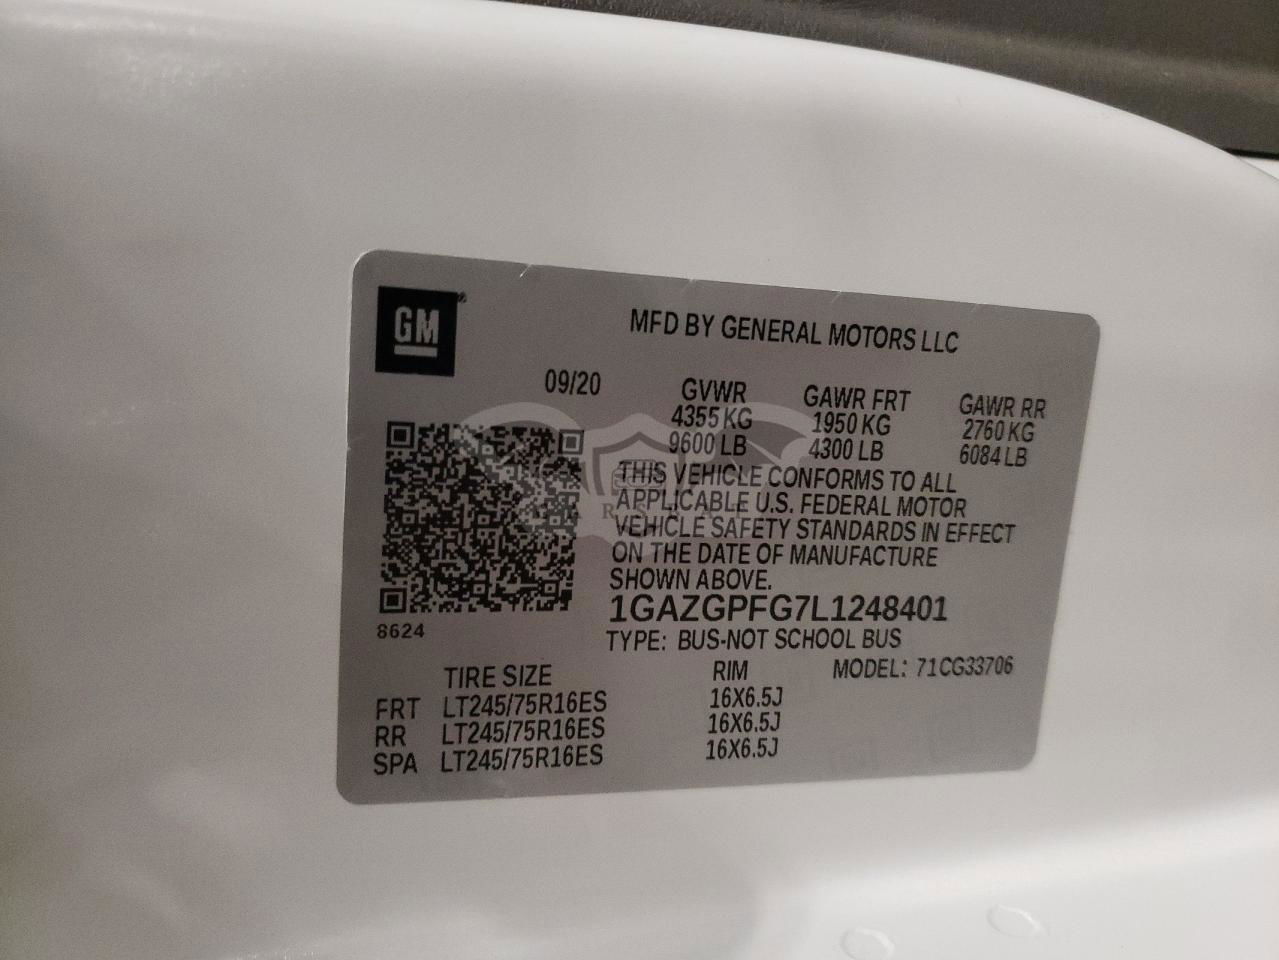 GM
MFD BY GENERAL MOTORS LLC
09/20 GVWR GAWR FRT GAWR RR
4355 KG 1950 KG 2760 KG
9600 LB 4300 LB 6084 LB
THIS VEHICLE CONFORMS TO ALL
APPLICABLE U.S. FEDERAL MOTOR
VEHICLE SAFETY STANDARDS IN EFFECT
ON THE DATE OF MANUFACTURE
SHOWN ABOVE.
1GAZGPFG7L1248401
8624
TYPE: BUS-NOT SCHOOL BUS
TIRE SIZE RIM MODEL: 71CG33706
FRT LT245/75R16ES 16X6.5J
RR LT245/75R16ES 16X6.5J
SPA LT245/75R16ES 16X6.5J